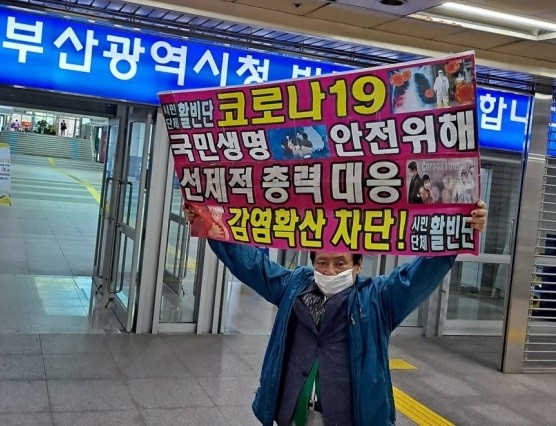 부산광역시청
시민단체 활빈단 코로나19
국민생명 안전위해
선제적 총력 대응
감염확산 차단! 시민단체 활빈단